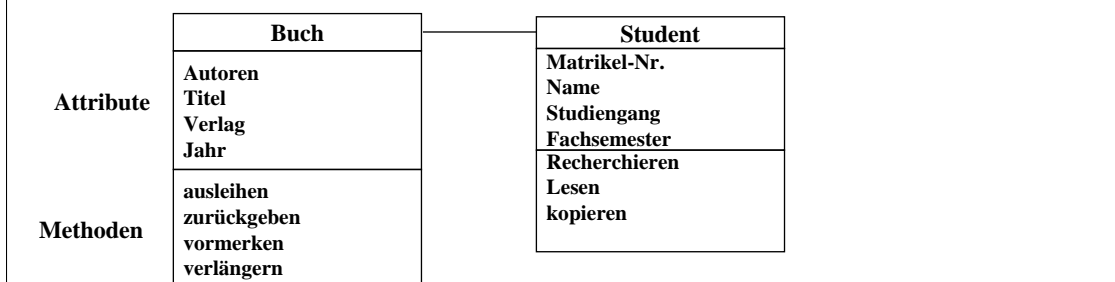 Buch
Student
Attribute
Autoren
Titel
Verlag
Jahr
Matrikel-Nr.
Name
Studiengang
Fachsemester
Methoden
ausleihen
zurückgeben
vormerken
verlängern
Recherchieren
Lesen
kopieren